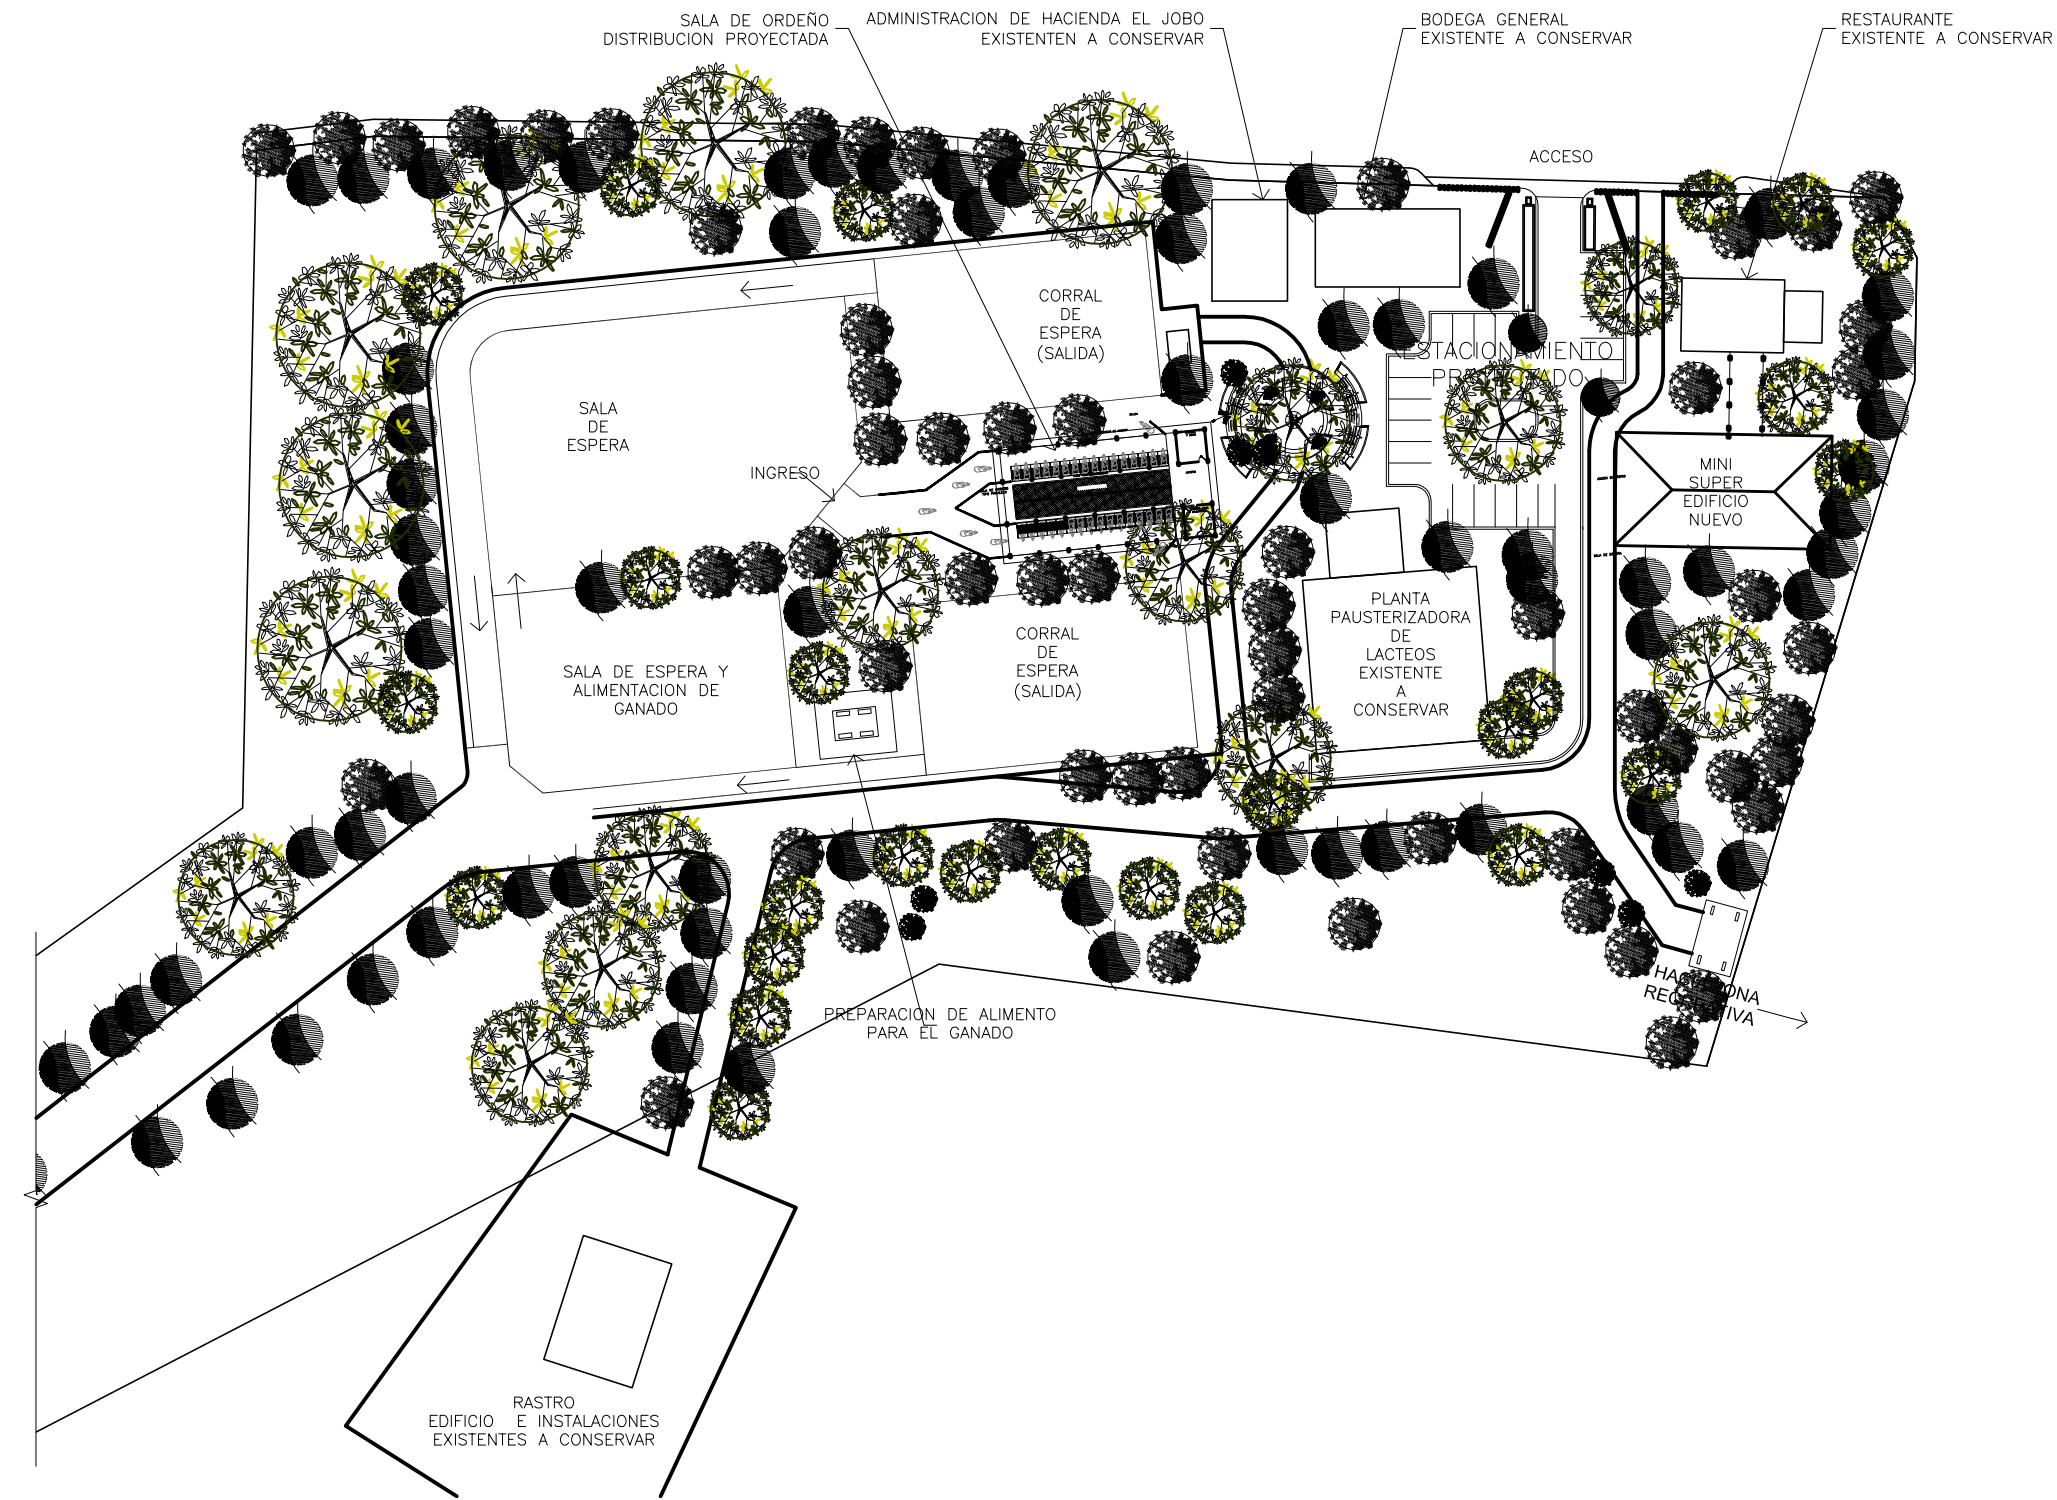 SALA DE ORDEÑO
DISTRIBUCION PROYECTADA
ADMINISTRACION DE HACIENDA EL JOBO
EXISTENTEN A CONSERVAR
BODEGA GENERAL
EXISTENTE A CONSERVAR
RESTAURANTE
EXISTENTE A CONSERVAR
ACCESO
CORRAL
DE
ESPERA
(SALIDA)
ESTACIONAMIENTO
SALA
DE
ESPERA
INGRESO
MINI
SUPER
EDIFICIO
NUEVO
PLANTA
PAUSTERIZADORA
DE
LACTEOS
EXISTENTE
A
CONSERVAR
CORRAL
DE
ESPERA
(SALIDA)
SALA DE ESPERA Y
ALIMENTACION DE
GANADO
PREPARACION DE ALIMENTO
PARA EL GANADO
RASTRO
EDIFICIO E INSTALACIONES
EXISTENTES A CONSERVAR